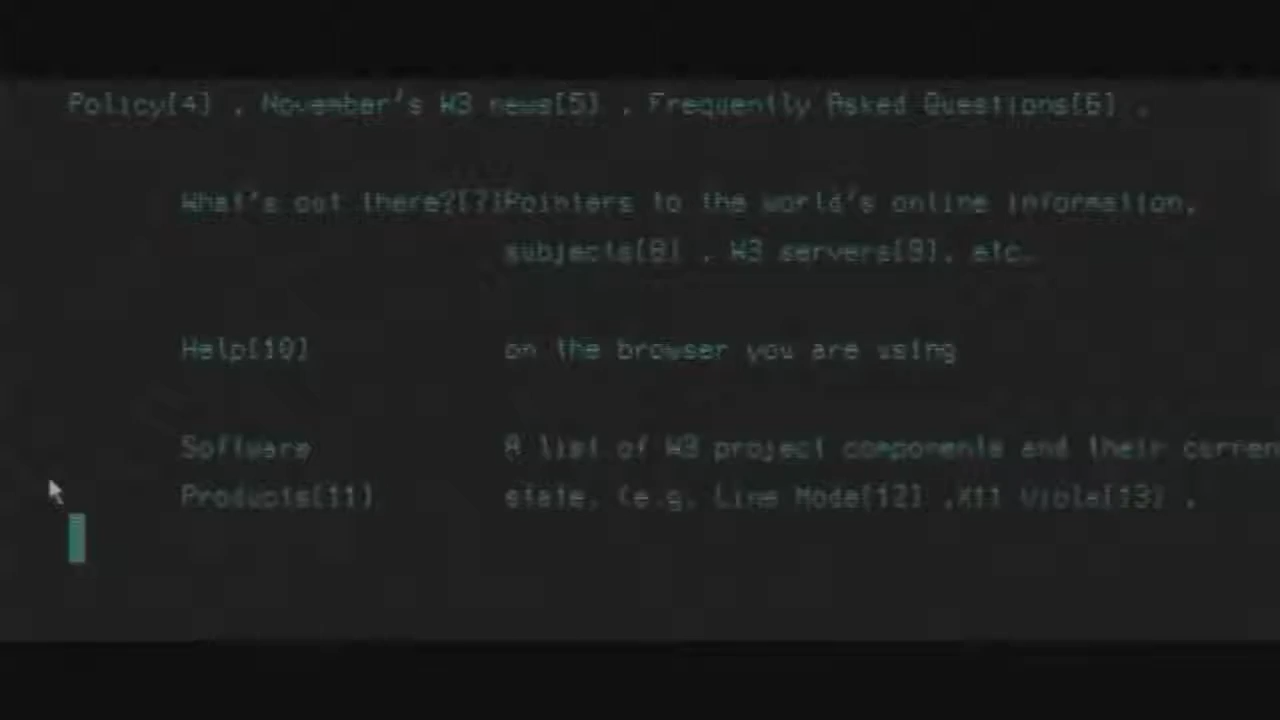 Policy[4] , November's W3 news[5] , Frequently Asked Questions[6] .
What's out there?[7]Pointers to the world's online information,
subjects[8] , W3 servers[9], etc.
Help[10] on the browser you are using
Software A list of W3 project components and their curren
Products[11] state. (e.g. Line Mode[12] ,X11 Viola[13] ,